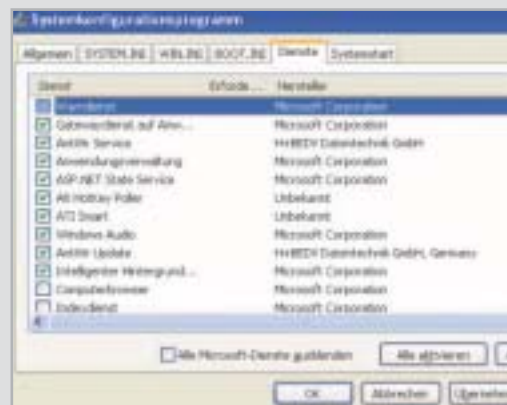 Systemkonfigurationsprogramm
Allgemein SYSTEM.INI WIN.INI BOOT.INI Dienste Systemstart
Dienst Erforde... Hersteller
Warndienst Microsoft Corporation
Gatewaydienst auf Anw... Microsoft Corporation
AntiVir Service H+BEDV Datentechnik GmbH
Anwendungsverwaltung Microsoft Corporation
ASP.NET State Service Microsoft Corporation
Ati HotKey Poller Unbekannt
ATI Smart Unbekannt
Windows Audio Microsoft Corporation
AntiVir Update H+BEDV Datentechnik GmbH, Germany
Intelligenter Hintergrund... Microsoft Corporation
Computerbrowser Microsoft Corporation
Indexdienst Microsoft Corporation
Alle Microsoft-Dienste ausblenden Alle aktivieren
OK Abbrechen Übernehmen